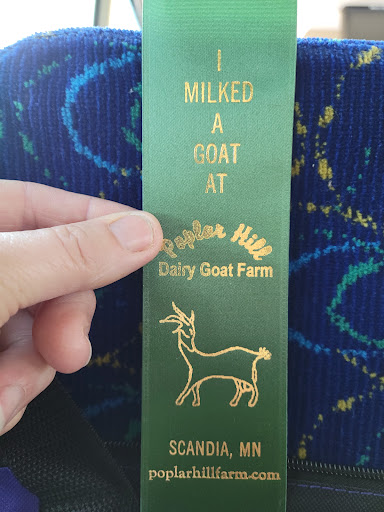 I
MILKED
A
GOAT
AT
Poplar Hill
Dairy Goat Farm
SCANDIA, MN
poplarhillfarm.com